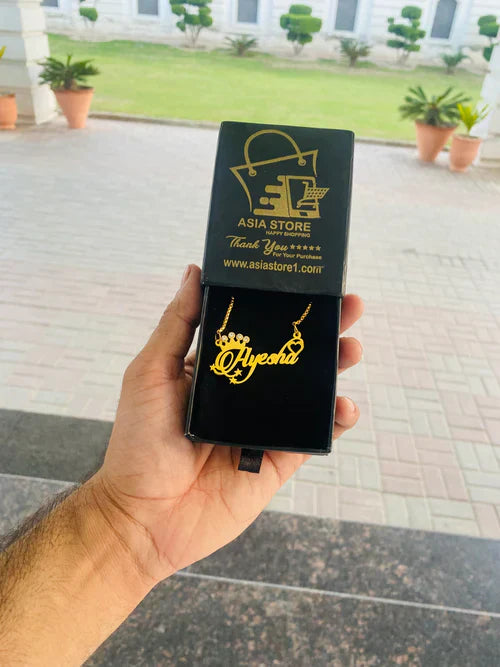 ASIA STORE
HAPPY SHOPPING
Thank You
For Your Purchase
www.asiastore1.com
Ayesha